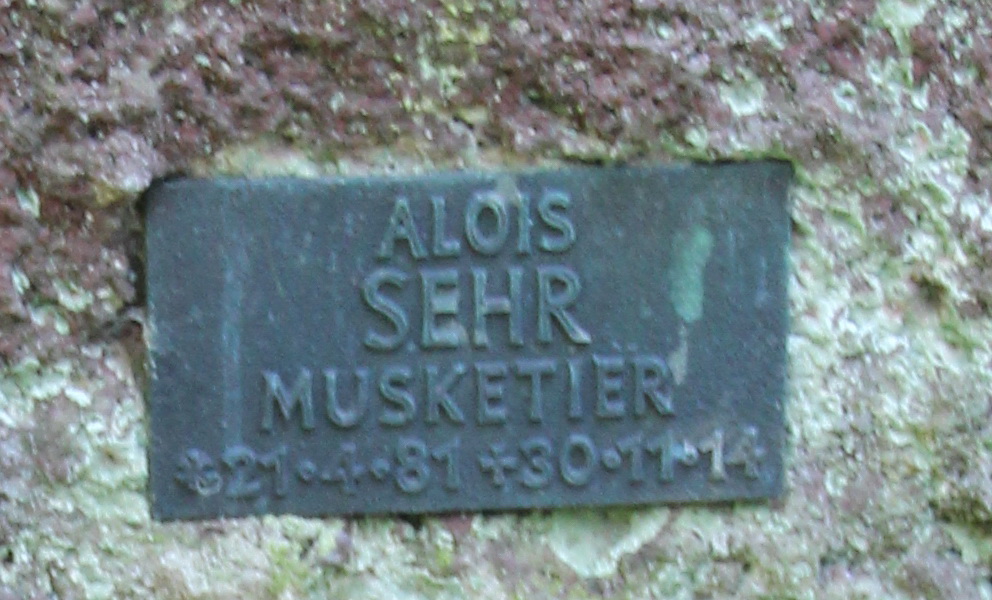 ALOIS
SEHR
MUSKETIER
*21·4·81 +30·11·14